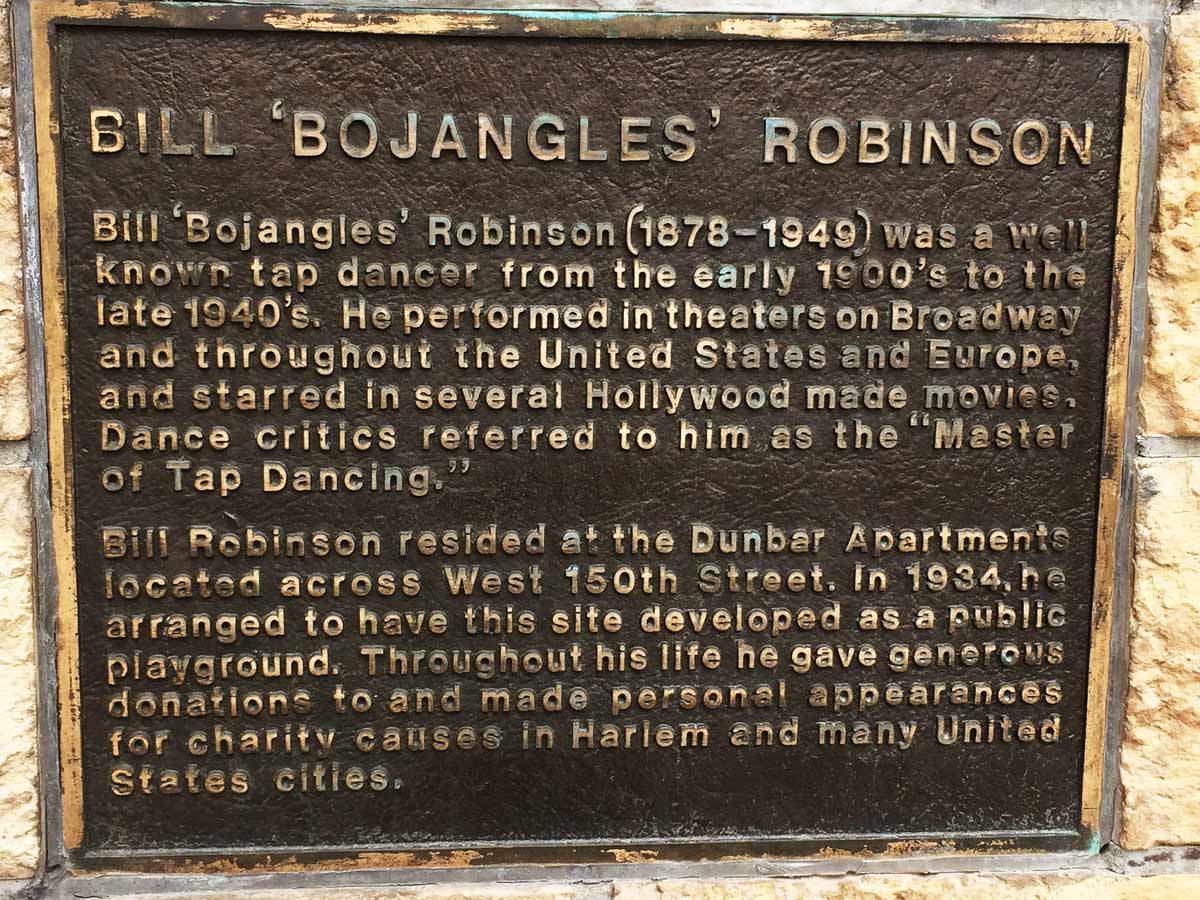 BILL 'BOJANGLES' ROBINSON
Bill 'Bojangles' Robinson (1878-1949) was a well
known tap dancer from the early 1900's to the
late 1940's. He performed in theaters on Broadway
and throughout the United States and Europe,
and starred in several Hollywood made movies.
Dance critics referred to him as the "Master
of Tap Dancing."
Bill Robinson resided at the Dunbar Apartments
located across West 150th Street. In 1934, he
arranged to have this site developed as a public
playground. Throughout his life he gave generous
donations to and made personal appearances
for charity causes in Harlem and many United
States cities.